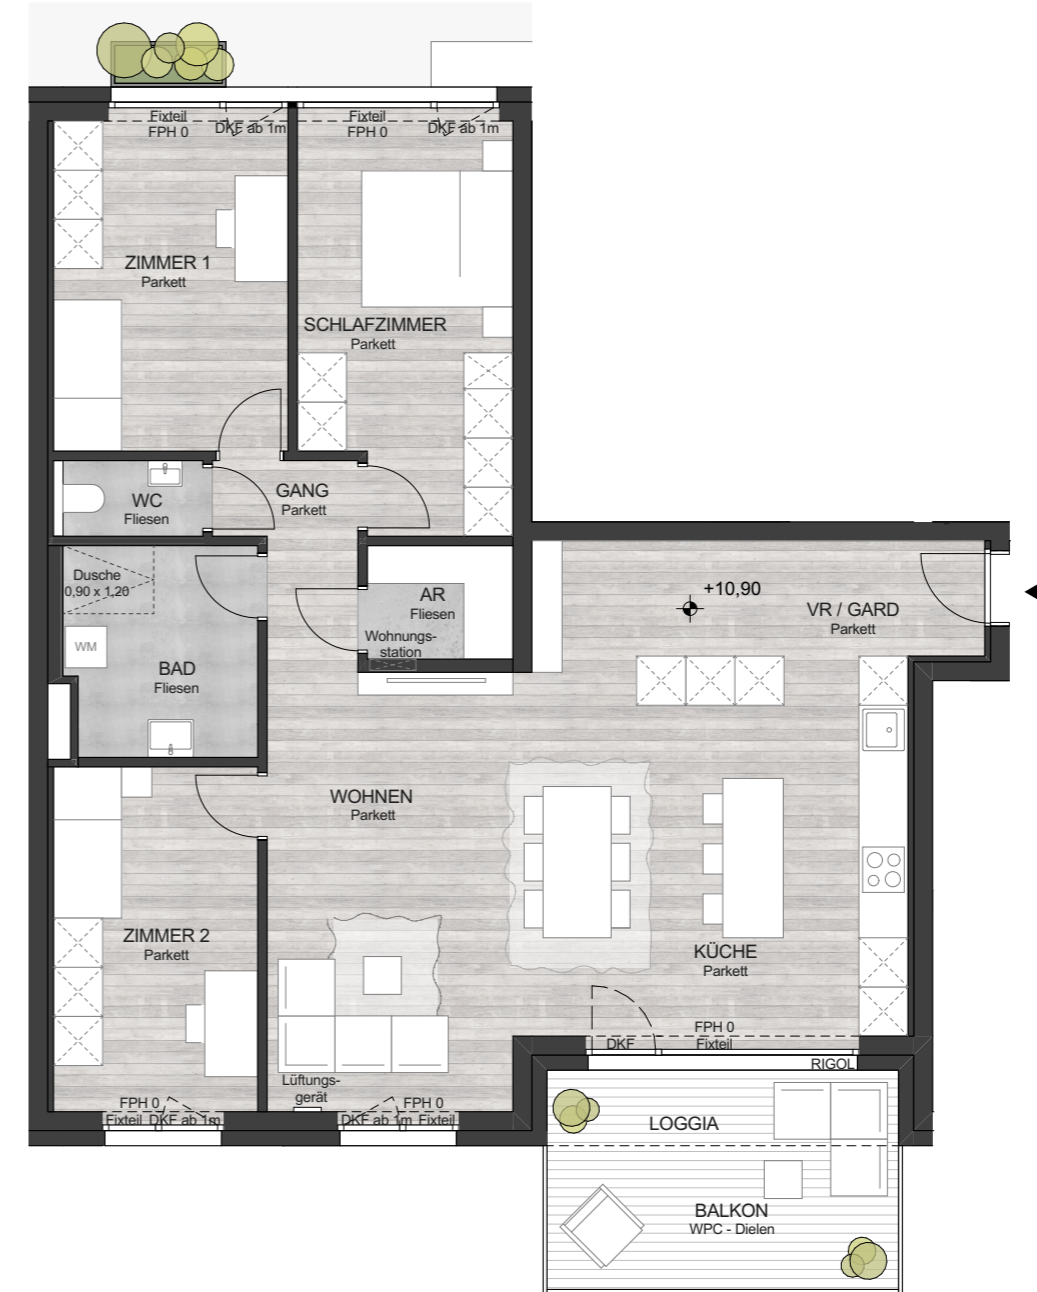 Fixteil
FPH 0
DKF ab 1m
Fixteil
FPH 0
DKF ab 1m
ZIMMER 1
Parkett
SCHLAFZIMMER
Parkett
WC
Fliesen
GANG
Parkett
Dusche
0,90 x 1,20
AR
Fliesen
Wohnungs-
station
+10,90
VR / GARD
Parkett
WM
BAD
Fliesen
WOHNEN
Parkett
ZIMMER 2
Parkett
KÜCHE
Parkett
FPH 0
DKF
Fixteil
RIGOL
Lüftungs-
gerät
FPH 0
Fixteil
DKF ab 1m
FPH 0
DKF ab 1m
Fixteil
LOGGIA
BALKON
WPC - Dielen